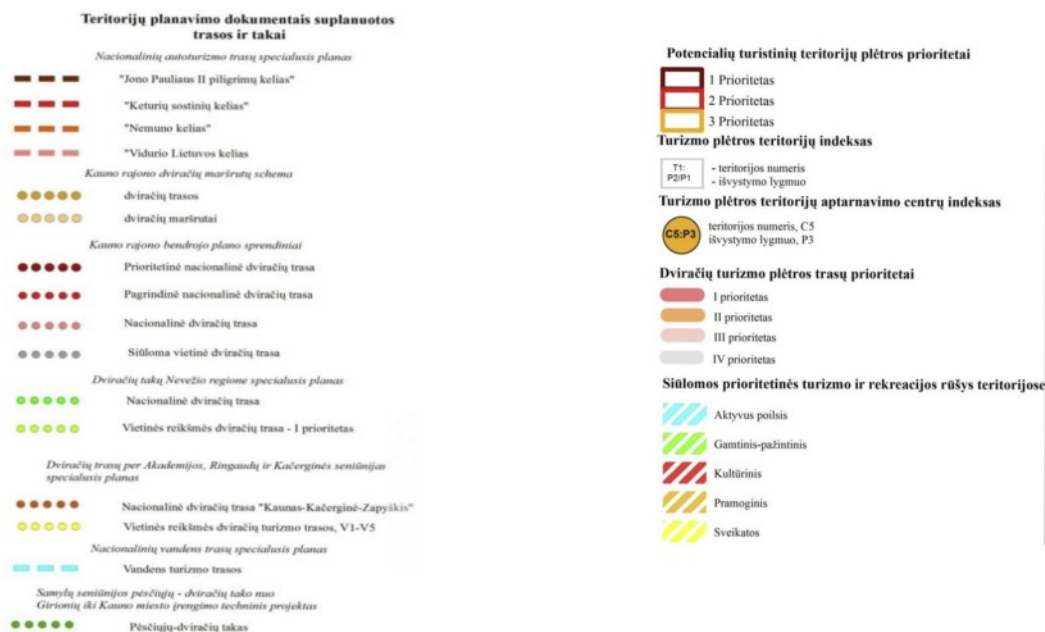 Teritorijų planavimo dokumentais suplanuotos
trasos ir takai
Nacionalinių autoturizmo trasų specialusis planas
"Jono Pauliaus II piligrimų kelias"
"Keturių sostinių kelias"
"Nemuno kelias"
"Vidurio Lietuvos kelias
Kauno rajono dviračių maršrutų schema
dviračių trasos
dviračių maršrutai
Kauno rajono bendrojo plano sprendiniai
Prioritetinė nacionalinė dviračių trasa
Pagrindinė nacionalinė dviračių trasa
Nacionalinė dviračių trasa
Siūloma vietinė dviračių trasa
Dviračių takų Nevėžio regione specialusis planas
Nacionalinė dviračių trasa
Vietinės reikšmės dviračių trasa - I prioritetas
Dviračių trasų per Akademijos, Ringaudų ir Kačerginės seniūnijas
specialusis planas
Nacionalinė dviračių trasa "Kaunas-Kačerginė-Zapyškis"
Vietinės reikšmės dviračių turizmo trasos, V1-V5
Nacionalinių vandens trasų specialusis planas
Vandens turizmo trasos
Samylų seniūnijos pėsčiųjų - dviračių tako nuo
Girionių iki Kauno miesto įrengimo techninis projektas
Pėsčiųjų-dviračių takas
Potencialių turistinių teritorijų plėtros prioritetai
1 Prioritetas
2 Prioritetas
3 Prioritetas
Turizmo plėtros teritorijų indeksas
T1:
P2/P1
- teritorijos numeris
- išvystymo lygmuo
Turizmo plėtros teritorijų aptarnavimo centrų indeksas
C5:P3
teritorijos numeris, C5
išvystymo lygmuo, P3
Dviračių turizmo plėtros trasų prioritetai
I prioritetas
II prioritetas
III prioritetas
IV prioritetas
Siūlomos prioritetinės turizmo ir rekreacijos rūšys teritorijose
Aktyvus poilsis
Gamtinis-pažintinis
Kultūrinis
Pramoginis
Sveikatos